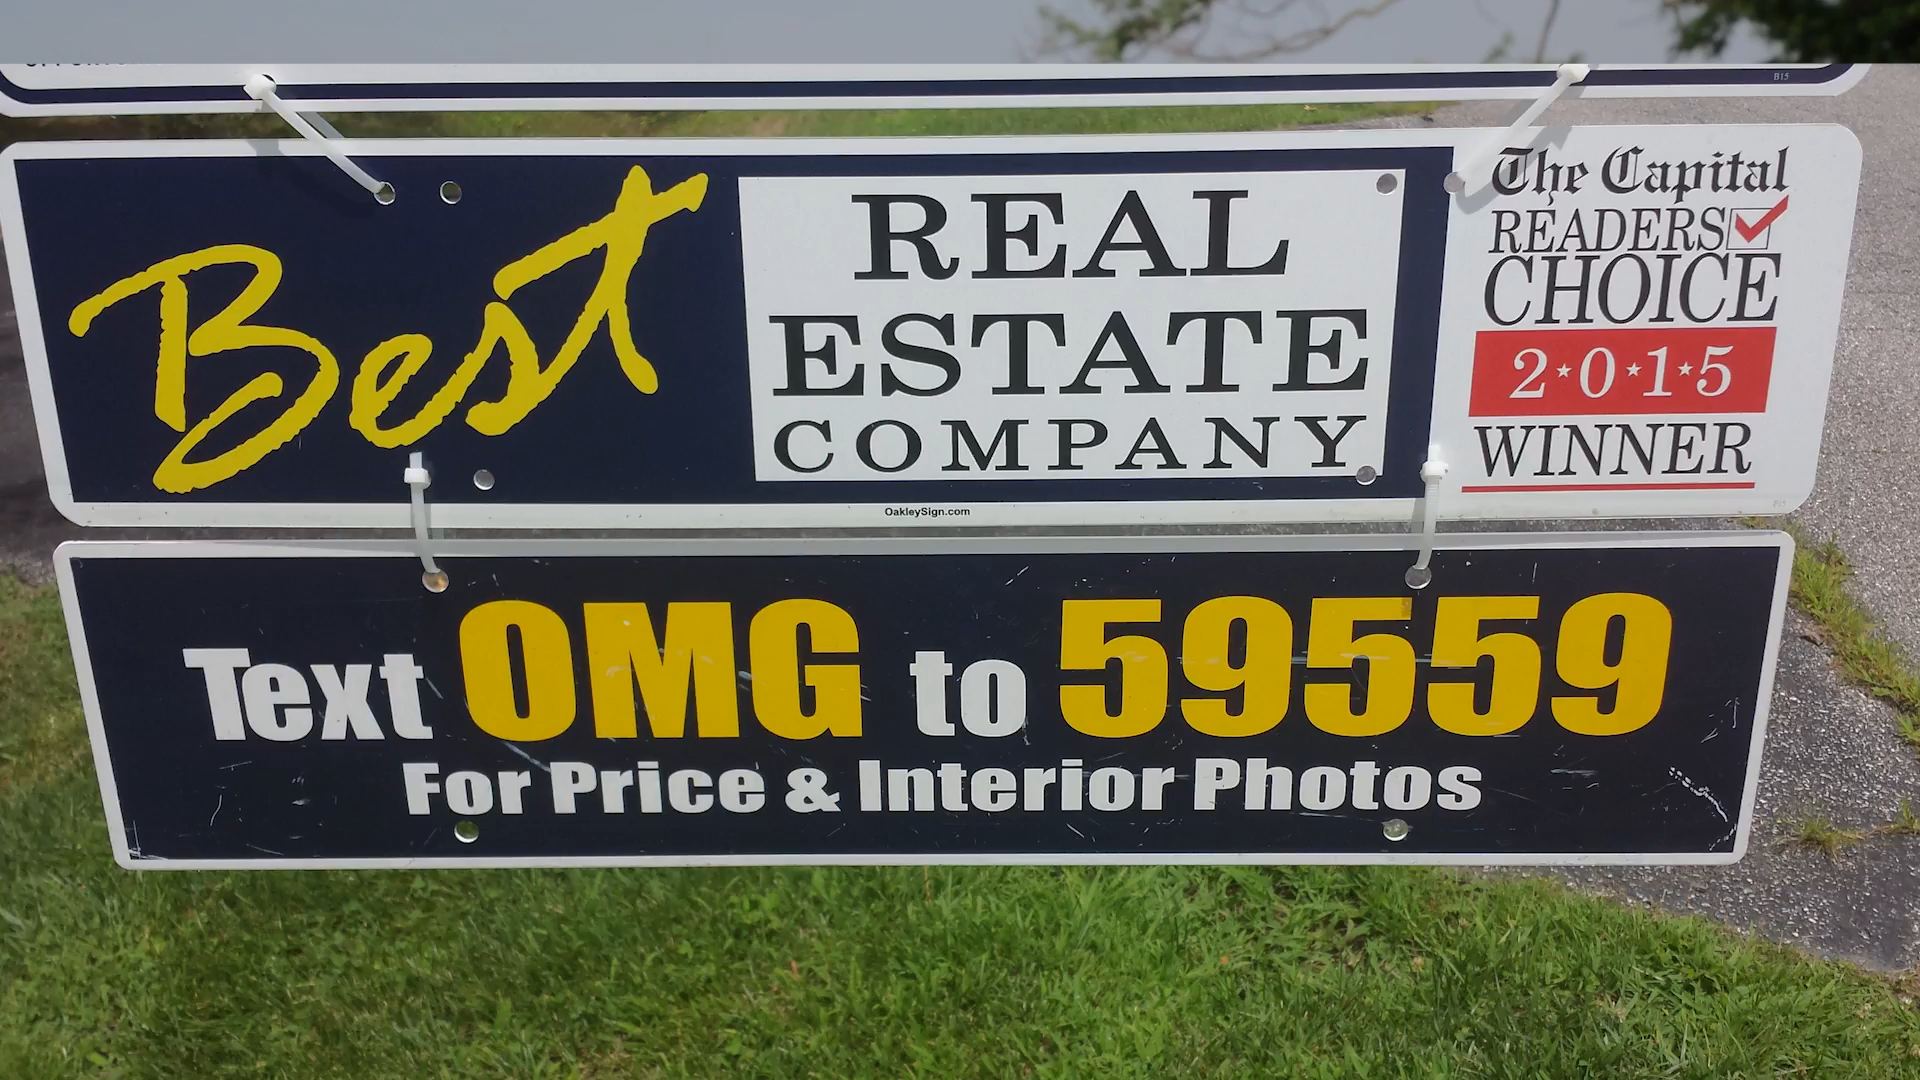 B15
Best
REAL
ESTATE
COMPANY
The Capital
READERS
CHOICE
2★0★1★5
WINNER
OakleySign.com
Text OMG to 59559
For Price & Interior Photos